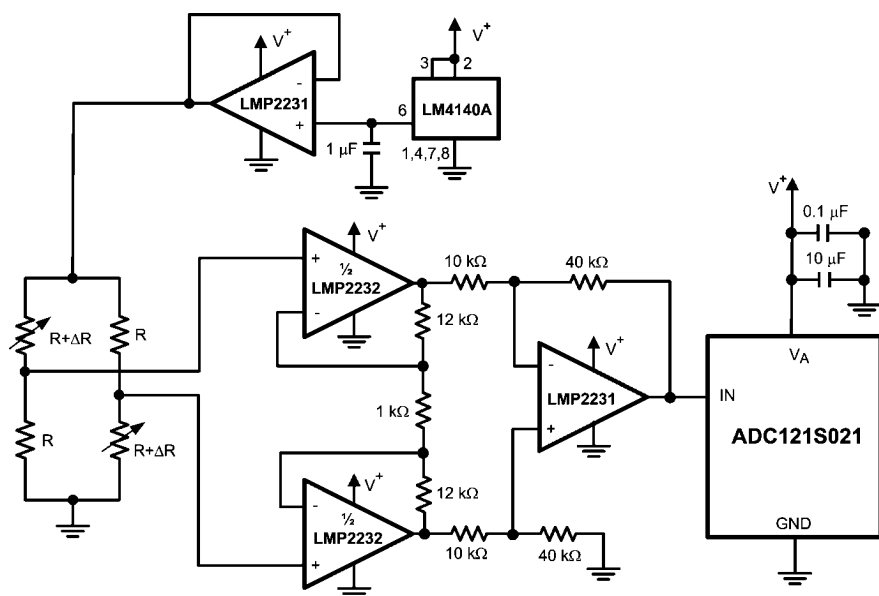 V+
-
LMP2231
+
V+
3
2
6
LM4140A
1,4,7,8
1 µF
R+ΔR
R
R
R+ΔR
V+
+
½
LMP2232
-
10 kΩ
40 kΩ
12 kΩ
1 kΩ
12 kΩ
V+
-
½
LMP2232
+
10 kΩ
40 kΩ
V+
-
LMP2231
+
V+
0.1 µF
10 µF
VA
IN
ADC121S021
GND